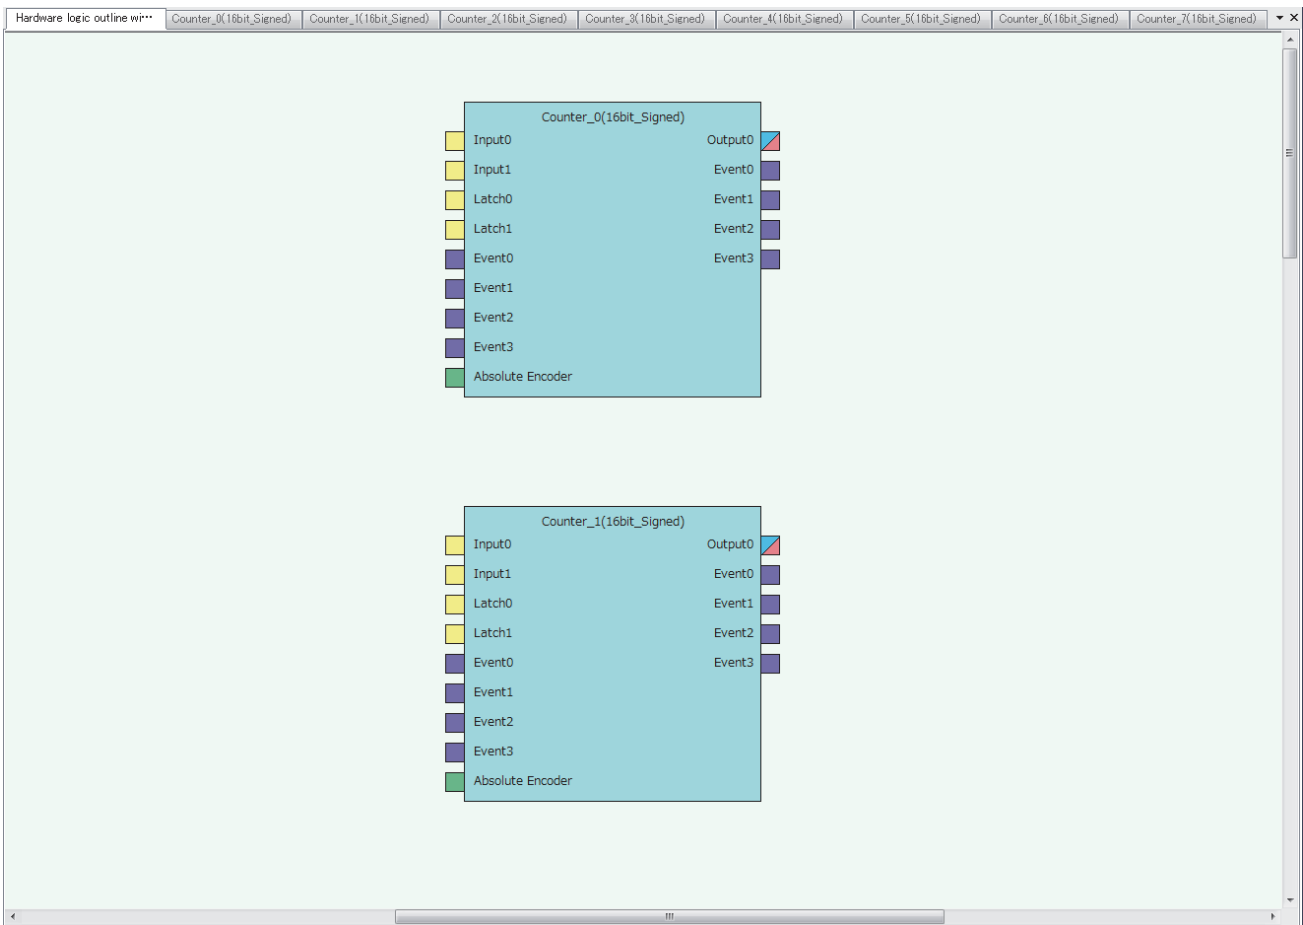 Hardware logic outline wi… Counter_0(16bit_Signed) Counter_1(16bit_Signed) Counter_2(16bit_Signed) Counter_3(16bit_Signed) Counter_4(16bit_Signed) Counter_5(16bit_Signed) Counter_6(16bit_Signed) Counter_7(16bit_Signed)
Counter_0(16bit_Signed)
Input0 Output0
Input1 Event0
Latch0 Event1
Latch1 Event2
Event0 Event3
Event1
Event2
Event3
Absolute Encoder
Counter_1(16bit_Signed)
Input0 Output0
Input1 Event0
Latch0 Event1
Latch1 Event2
Event0 Event3
Event1
Event2
Event3
Absolute Encoder